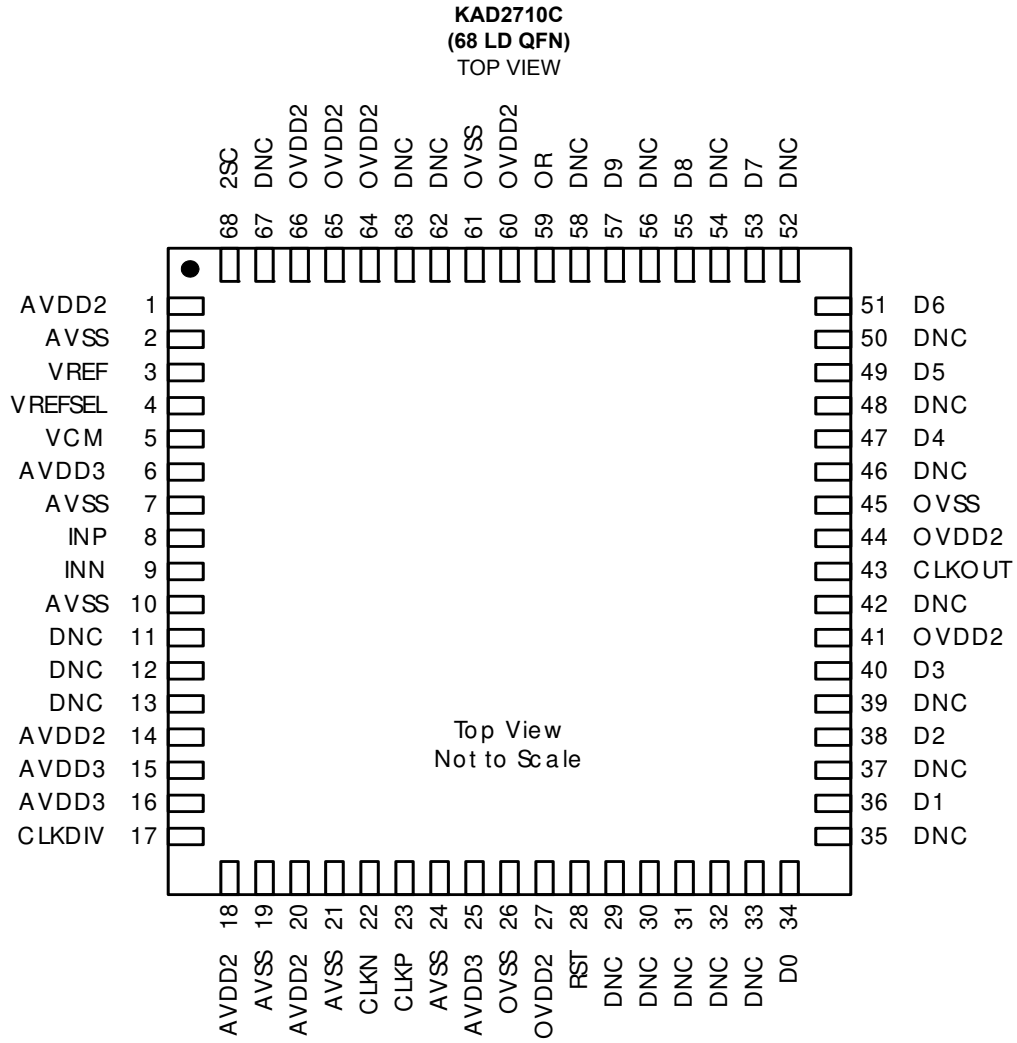 KAD2710C
(68 LD QFN)
TOP VIEW
2SC
DNC
OVDD2
OVDD2
OVDD2
DNC
DNC
OVSS
OVDD2
OR
DNC
D9
DNC
D8
DNC
D7
DNC
68
67
66
65
64
63
62
61
60
59
58
57
56
55
54
53
52
AVDD2 1
AVSS 2
VREF 3
VREFSEL 4
VCM 5
AVDD3 6
AVSS 7
INP 8
INN 9
AVSS 10
DNC 11
DNC 12
DNC 13
AVDD2 14
AVDD3 15
AVDD3 16
CLKDIV 17
51 D6
50 DNC
49 D5
48 DNC
47 D4
46 DNC
45 OVSS
44 OVDD2
43 CLKOUT
42 DNC
41 OVDD2
40 D3
39 DNC
38 D2
37 DNC
36 D1
35 DNC
Top View
Not to Scale
18
19
20
21
22
23
24
25
26
27
28
29
30
31
32
33
34
AVDD2
AVSS
AVDD2
AVSS
CLKN
CLKP
AVSS
AVDD3
OVSS
OVDD2
RST
DNC
DNC
DNC
DNC
DNC
D0